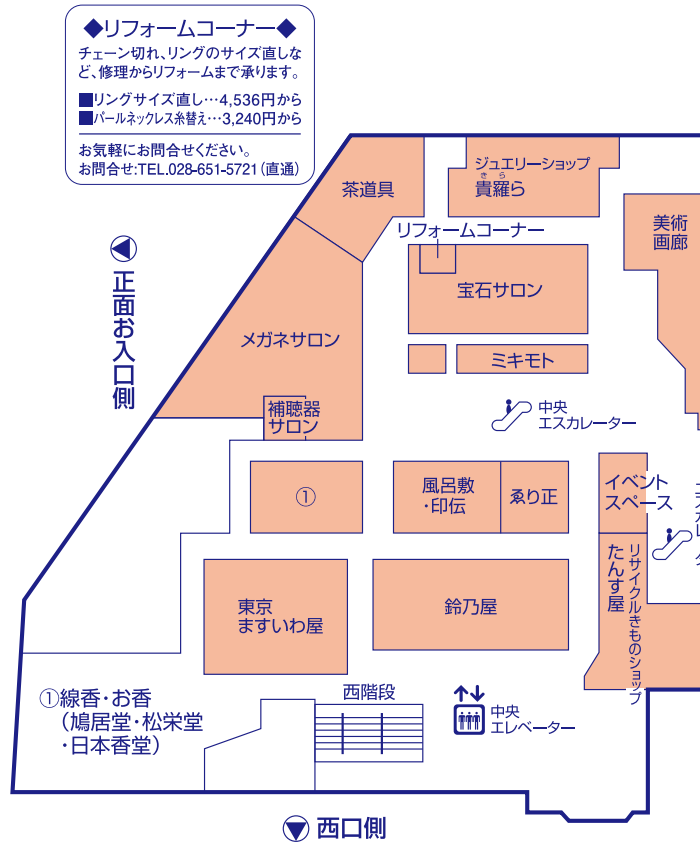 ◆リフォームコーナー◆
チェーン切れ、リングのサイズ直しな
ど、修理からリフォームまで承ります。
■リングサイズ直し…4,536円から
■パールネックレス糸替え…3,240円から
お気軽にお問合せください。
お問合せ:TEL.028-651-5721(直通)
茶道具
ジュエリーショップ
きら
貴羅ら
美術
画廊
リフォームコーナー
宝石サロン
正面お入口側
メガネサロン
ミキモト
補聴器
サロン
中央
エスカレーター
①
風呂敷
・印伝
ゑり正
イベント
スペース
東京
ますいわ屋
鈴乃屋
リサイクルきものショップ
たんす屋
①線香・お香
(鳩居堂・松栄堂
・日本香堂)
西階段
中央
エレベーター
西口側